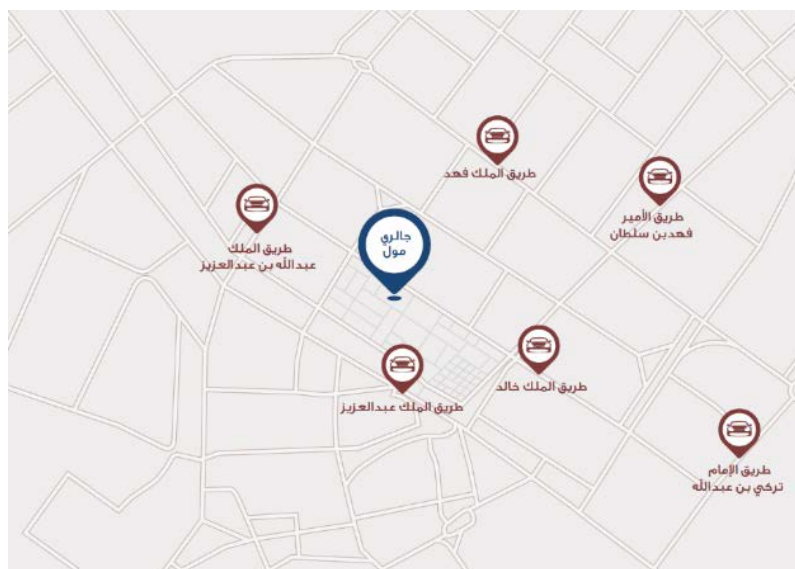 طريق الملك فهد
طريق الأمير
فهد بن سلطان
جالري
مول
طريق الملك
عبدالله بن عبدالعزيز
طريق الملك خالد
طريق الملك عبدالعزيز
طريق الإمام
تركي بن عبدالله